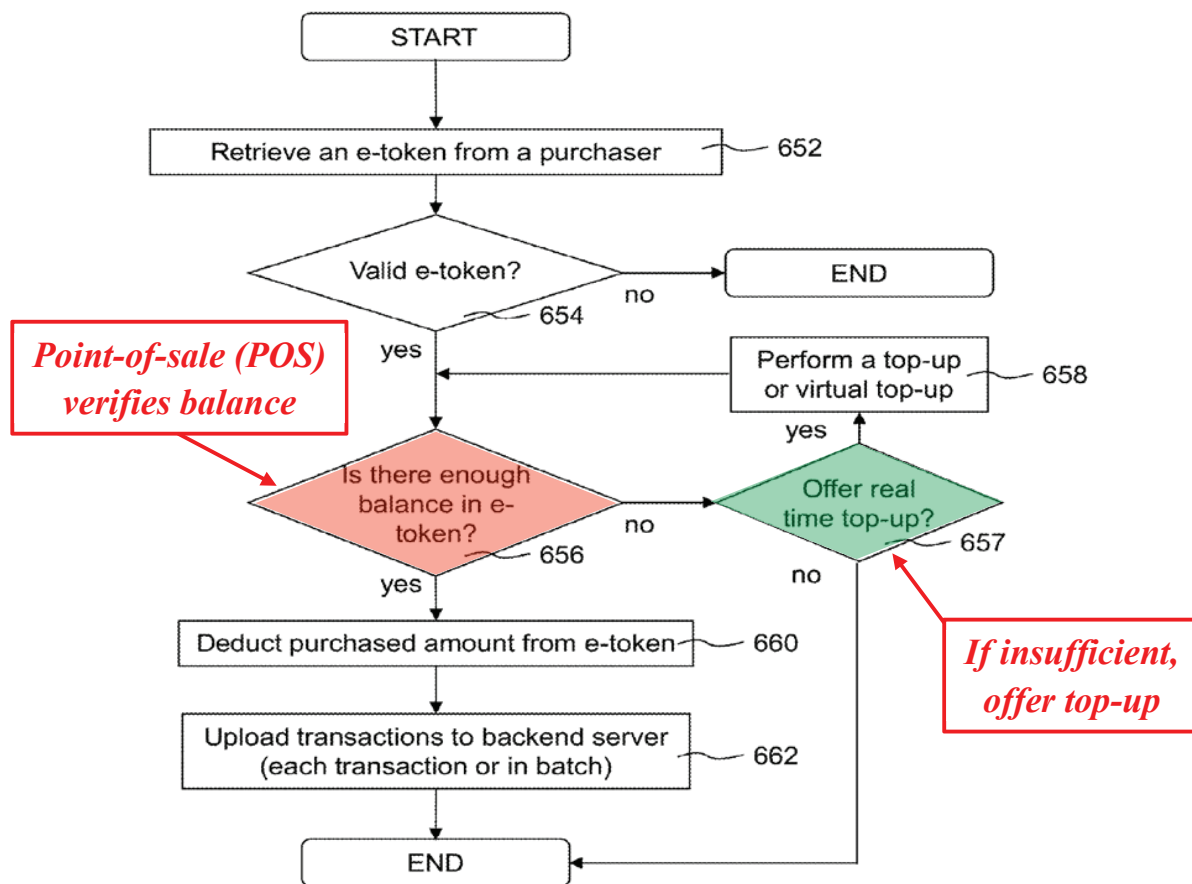 START
Retrieve an e-token from a purchaser
652
Valid e-token?
654
no
END
yes
Point-of-sale (POS)
verifies balance
Perform a top-up
or virtual top-up
658
yes
Is there enough
balance in e-
token?
656
no
Offer real
time top-up?
657
no
yes
If insufficient,
offer top-up
Deduct purchased amount from e-token
660
Upload transactions to backend server
(each transaction or in batch)
662
END